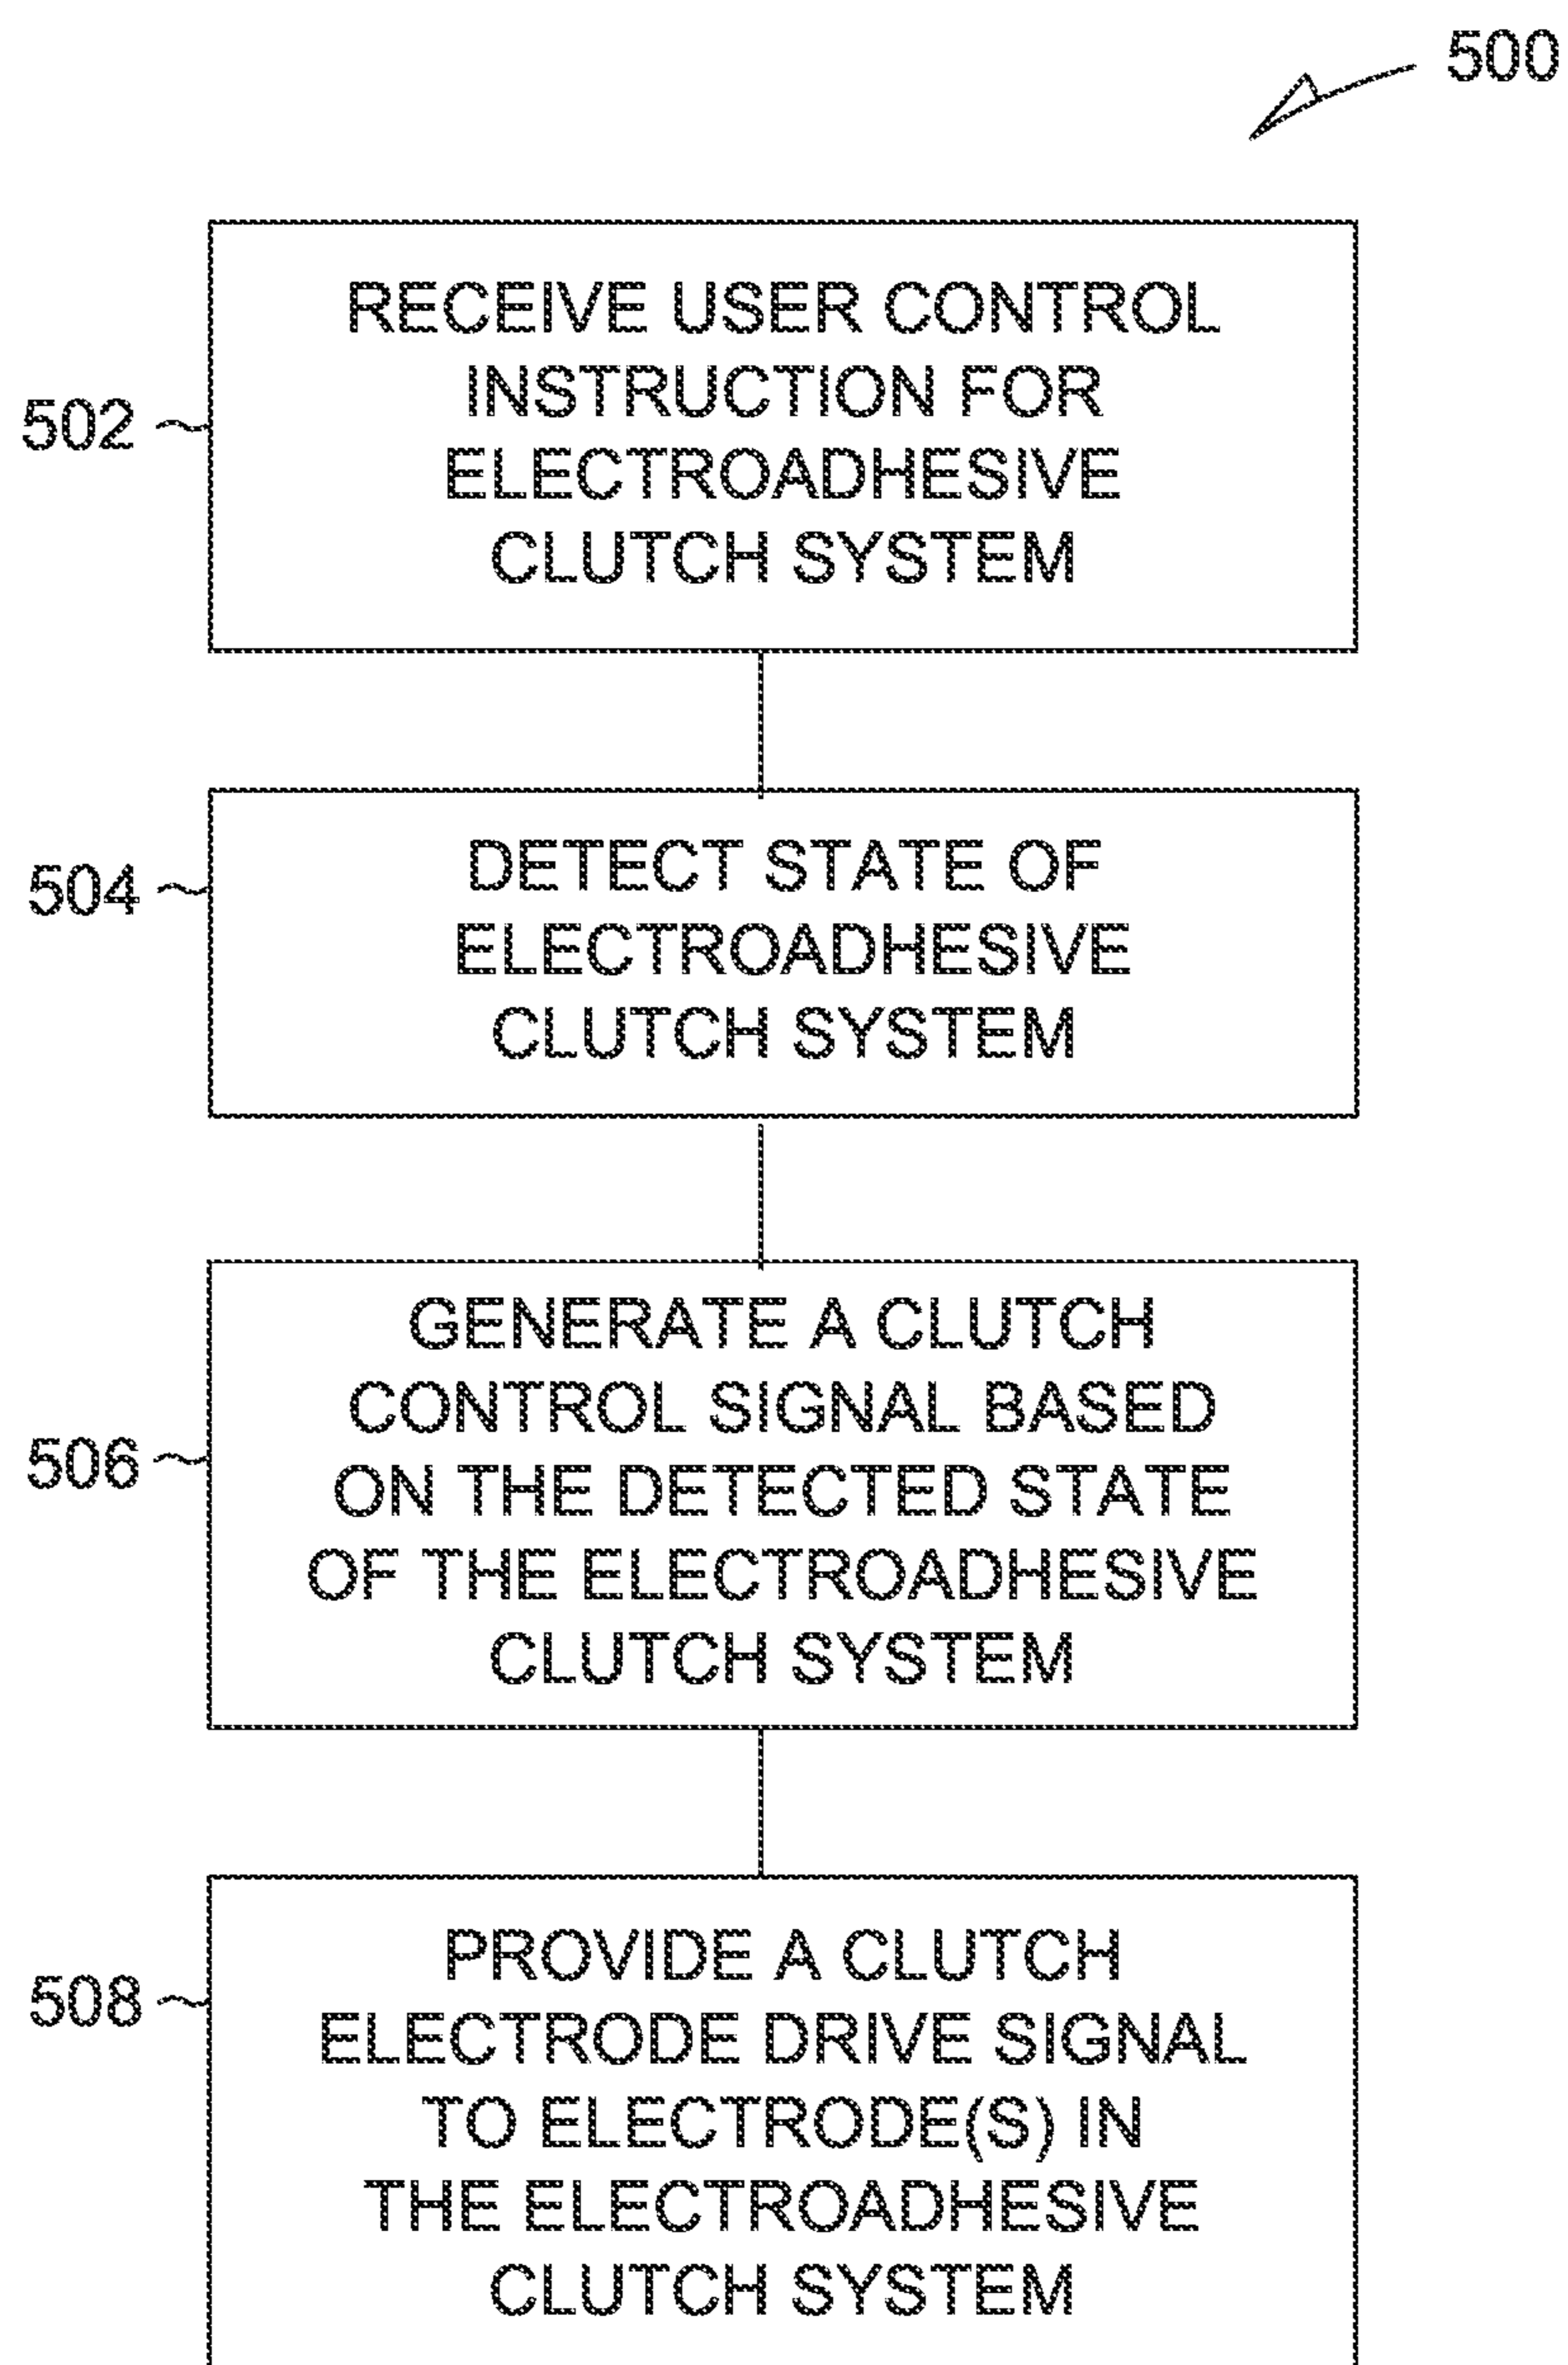 500
502
RECEIVE USER CONTROL
INSTRUCTION FOR
ELECTROADHESIVE
CLUTCH SYSTEM
504
DETECT STATE OF
ELECTROADHESIVE
CLUTCH SYSTEM
506
GENERATE A CLUTCH
CONTROL SIGNAL BASED
ON THE DETECTED STATE
OF THE ELECTROADHESIVE
CLUTCH SYSTEM
508
PROVIDE A CLUTCH
ELECTRODE DRIVE SIGNAL
TO ELECTRODE(S) IN
THE ELECTROADHESIVE
CLUTCH SYSTEM